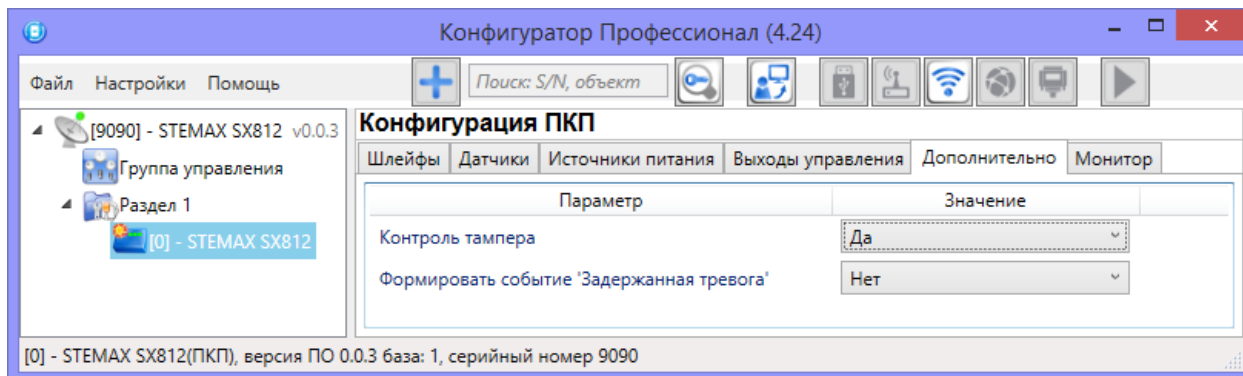 Конфигуратор Профессионал (4.24)
Файл Настройки Помощь Поиск: S/N, объект
[9090] - STEMAX SX812 v0.0.3
Группа управления
Раздел 1
[0] - STEMAX SX812
Конфигурация ПКП
Шлейфы Датчики Источники питания Выходы управления Дополнительно Монитор
Параметр Значение
Контроль тампера Да
Формировать событие 'Задержанная тревога' Нет
[0] - STEMAX SX812(ПКП), версия ПО 0.0.3 база: 1, серийный номер 9090